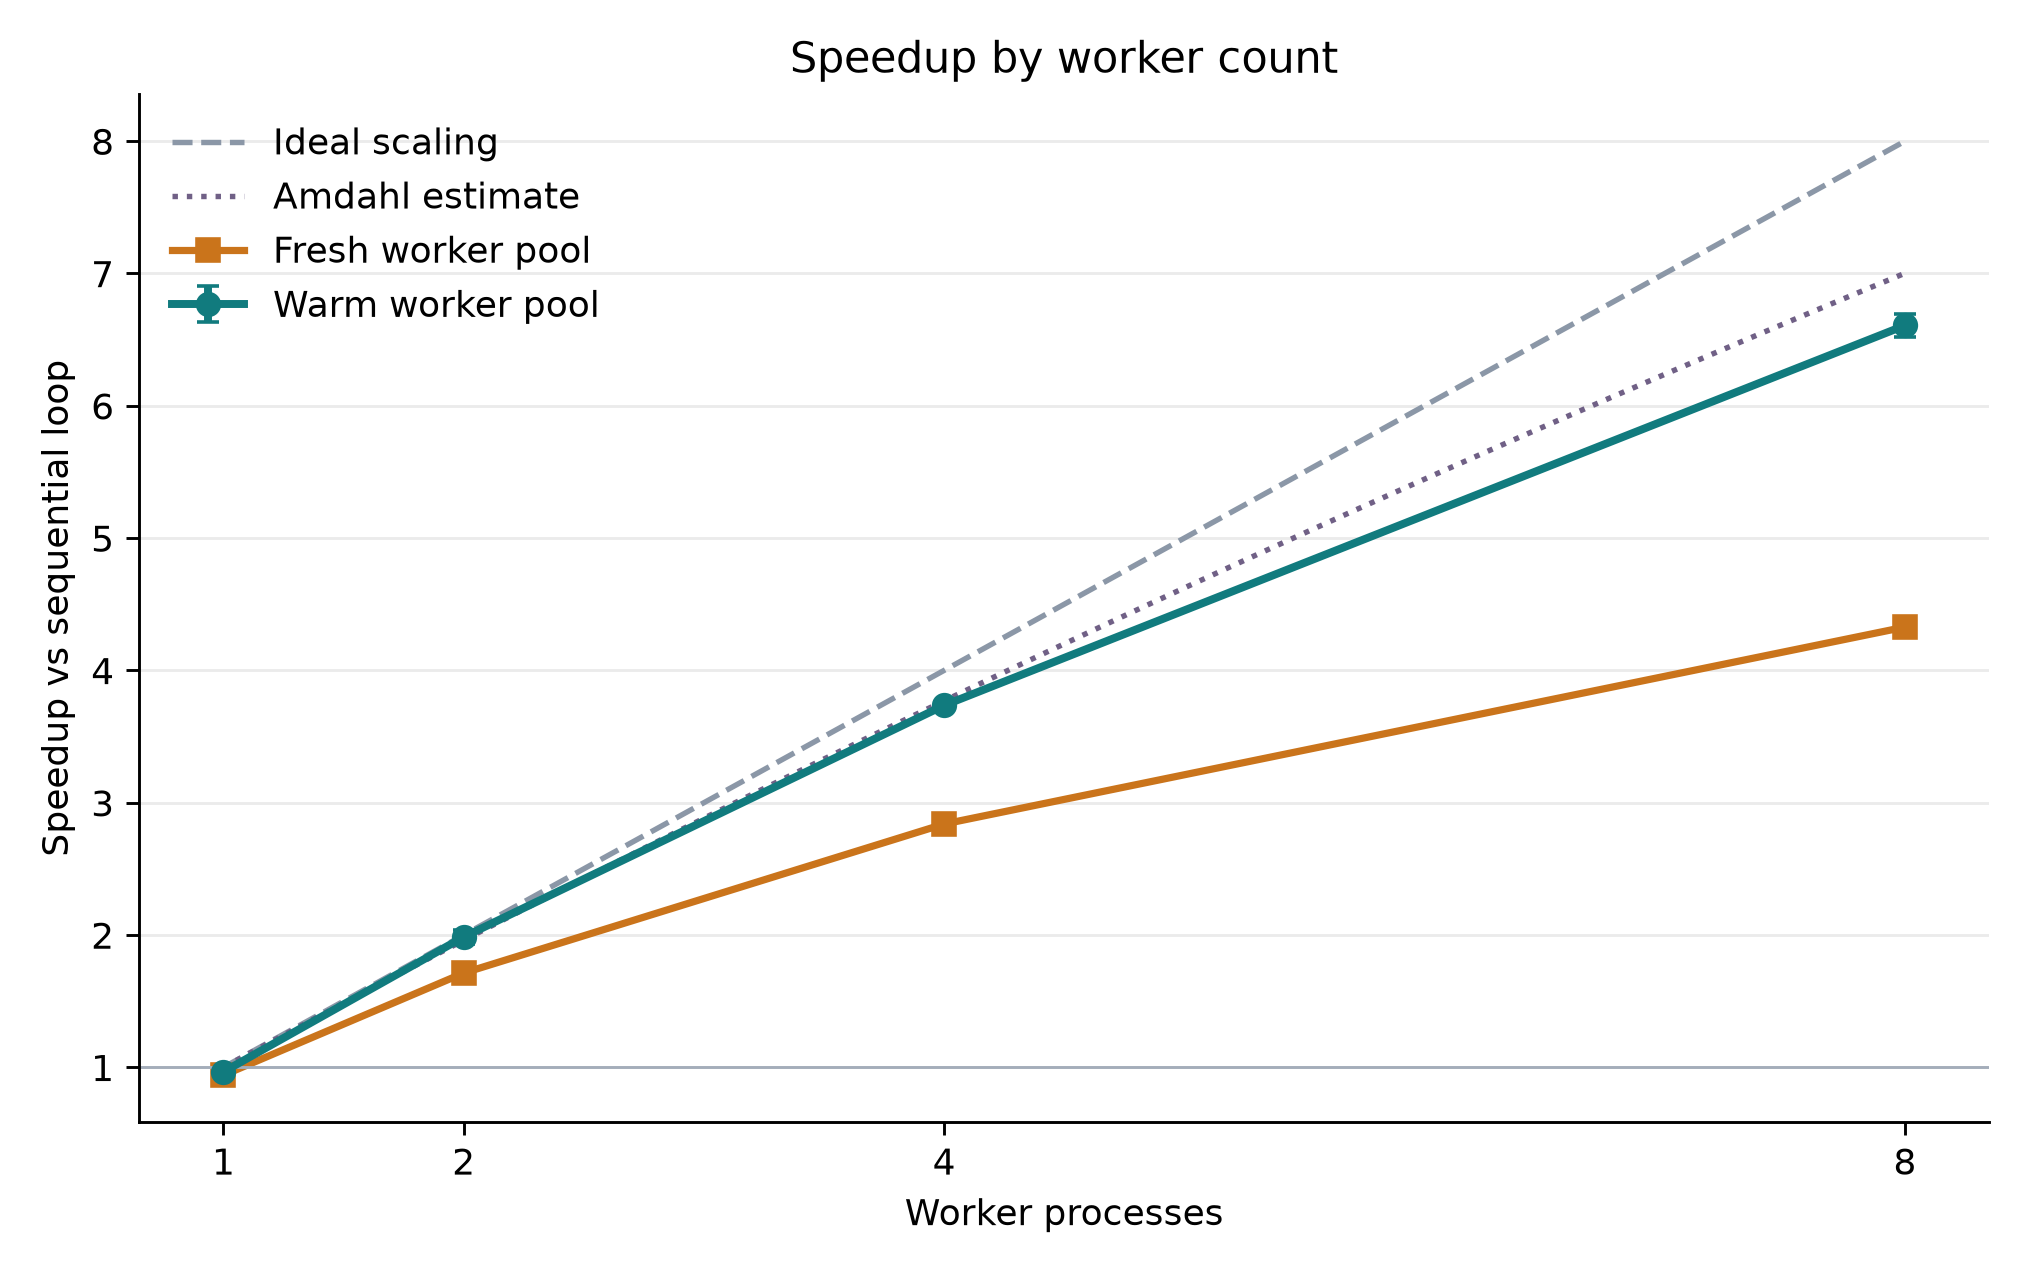 Speedup by worker count
Ideal scaling
Amdahl estimate
Fresh worker pool
Warm worker pool
Speedup vs sequential loop
8
7
6
5
4
3
2
1
1 2 4 8
Worker processes